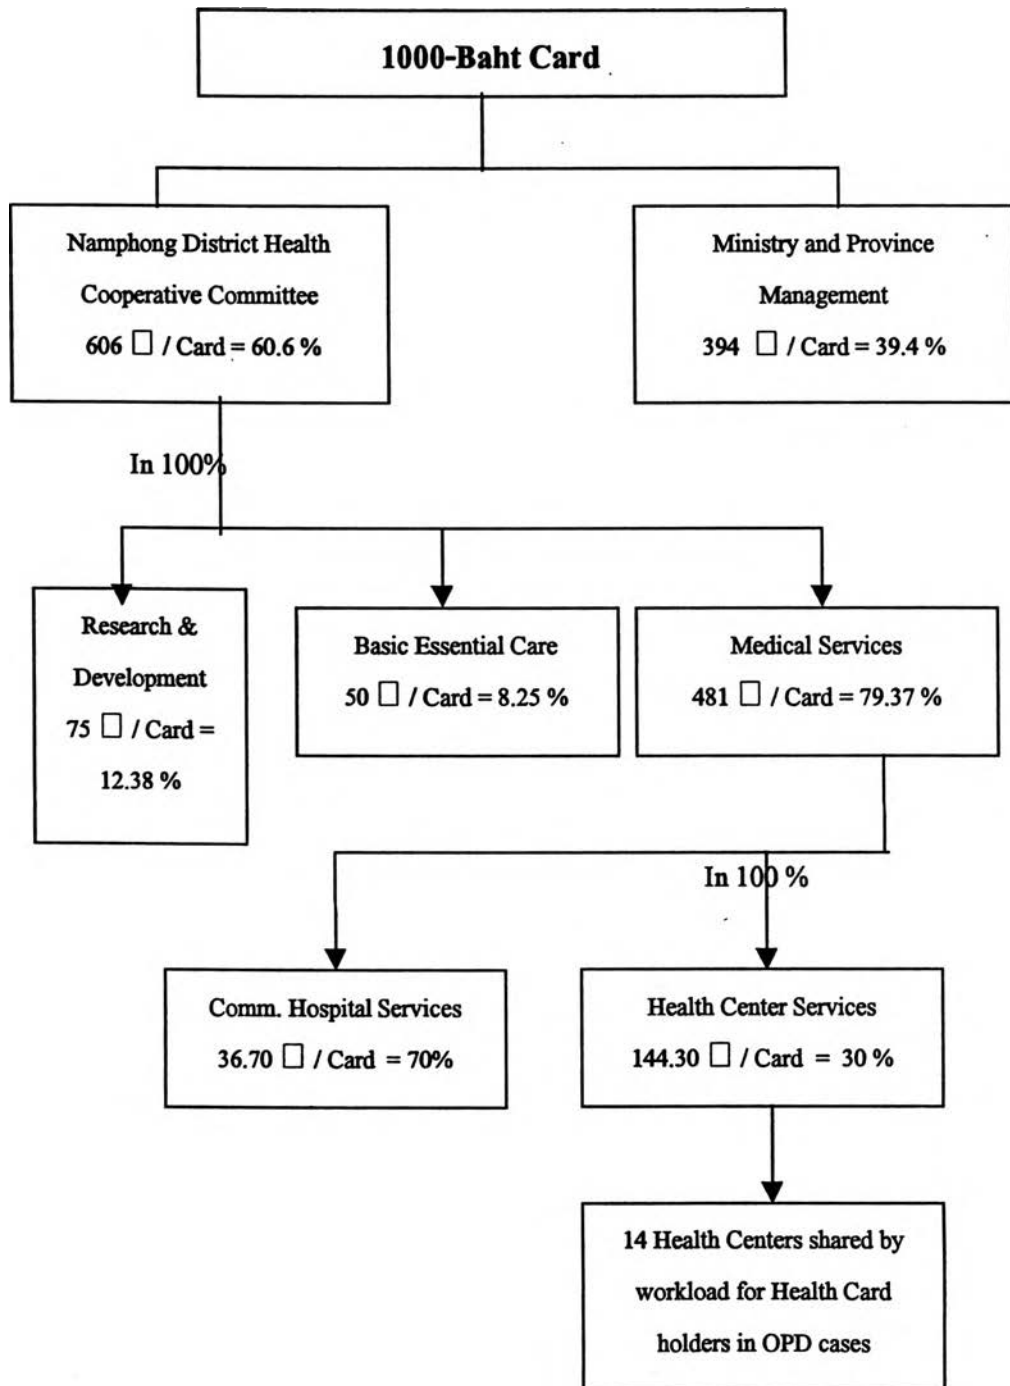 1000-Baht Card
Namphong District Health
Cooperative Committee
606 □ / Card = 60.6 %
Ministry and Province
Management
394 □ / Card = 39.4 %
In 100%
Research &
Development
75 □ / Card =
12.38 %
Basic Essential Care
50 □ / Card = 8.25 %
Medical Services
481 □ / Card = 79.37 %
In 100 %
Comm. Hospital Services
36.70 □ / Card = 70%
Health Center Services
144.30 □ / Card = 30 %
14 Health Centers shared by
workload for Health Card
holders in OPD cases